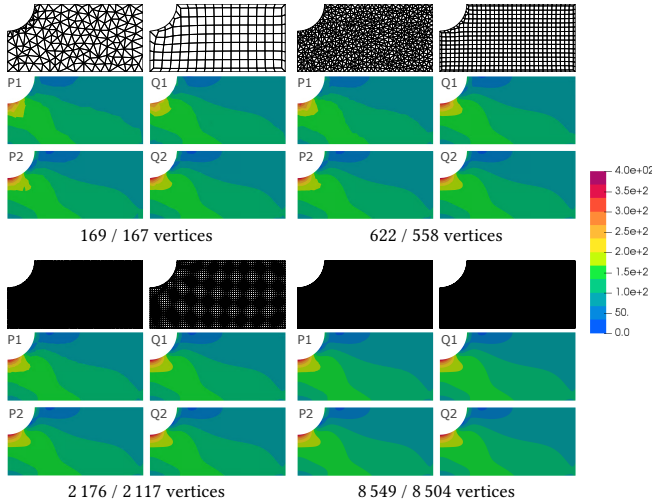 P1
Q1
P1
Q1
P2
Q2
P2
Q2
169 / 167 vertices
622 / 558 vertices
4.0e+02
3.5e+2
3.0e+2
2.5e+2
2.0e+2
1.5e+2
1.0e+2
50.
0.0
P1
Q1
P1
Q1
P2
Q2
P2
Q2
2 176 / 2 117 vertices
8 549 / 8 504 vertices